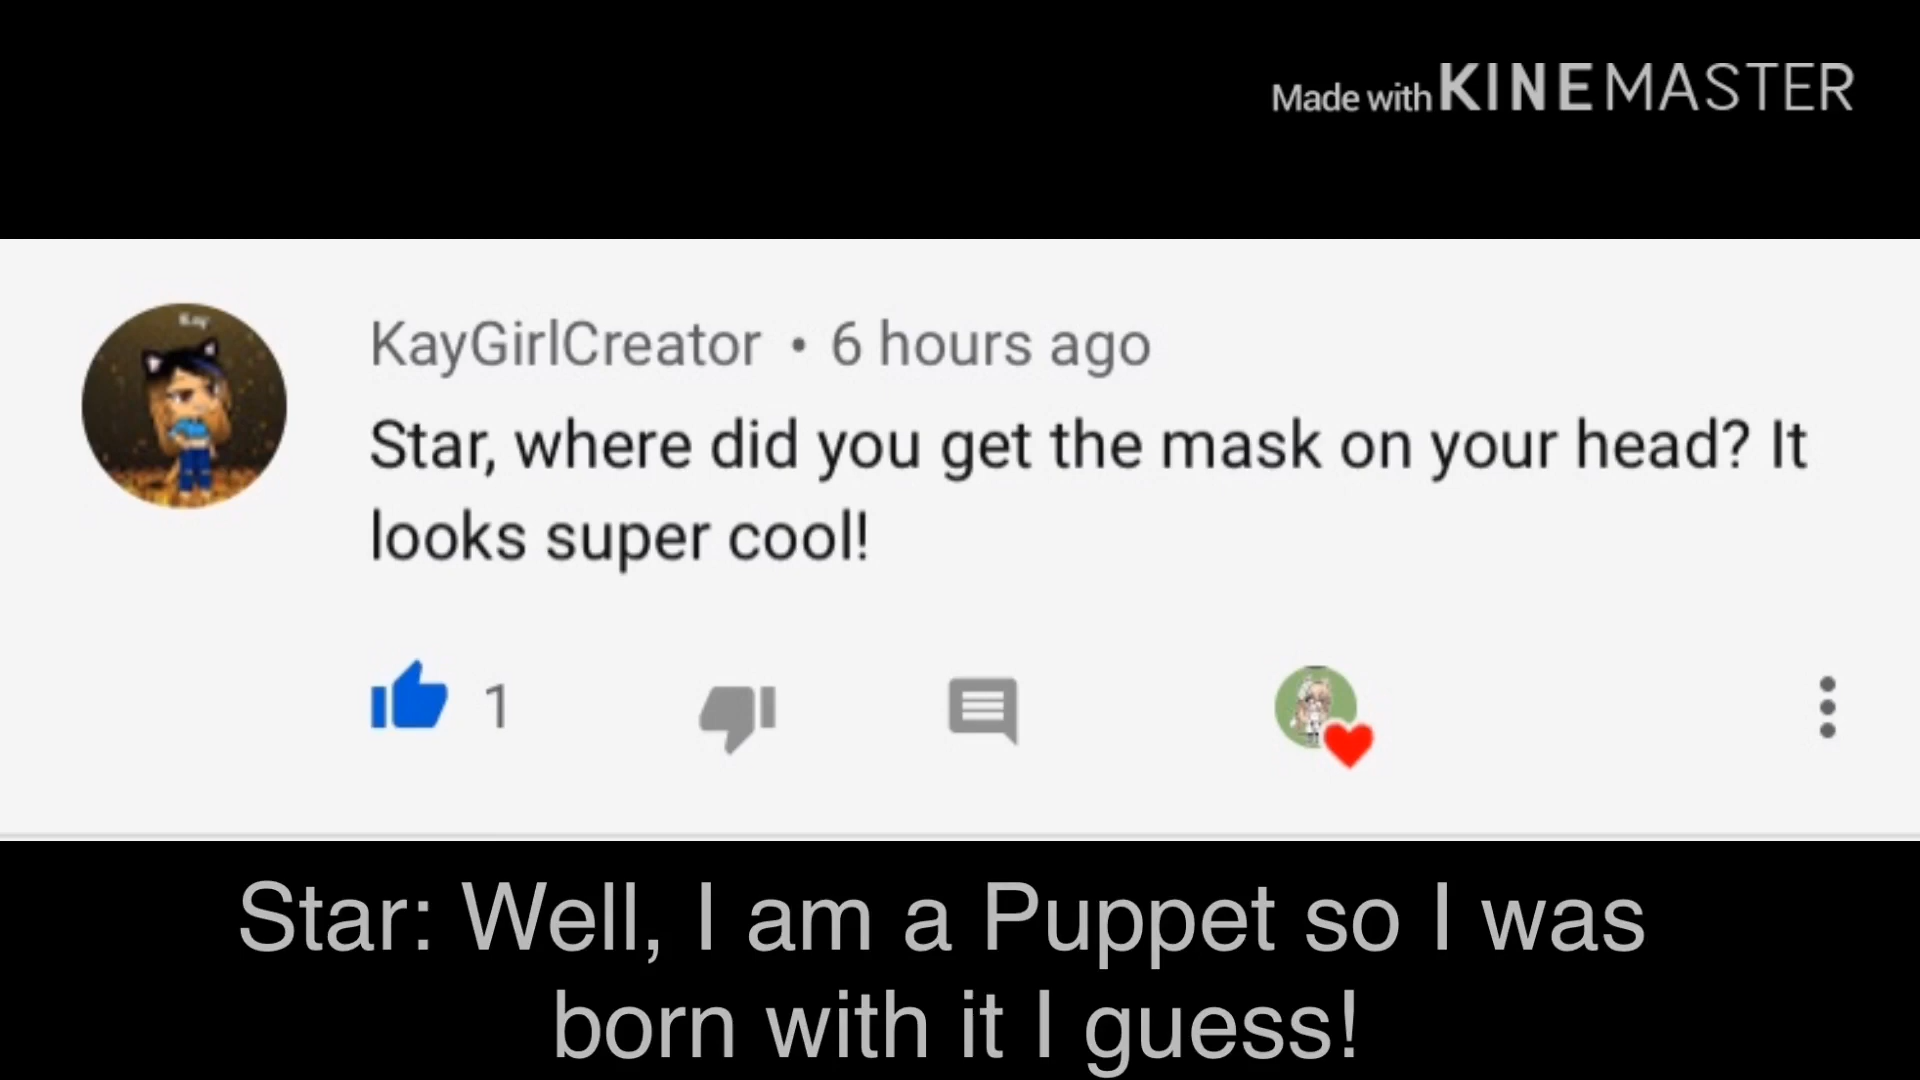 Made with KINEMASTER
Kay
KayGirlCreator • 6 hours ago
Star, where did you get the mask on your head? It
looks super cool!
1
Star: Well, I am a Puppet so I was
born with it I guess!